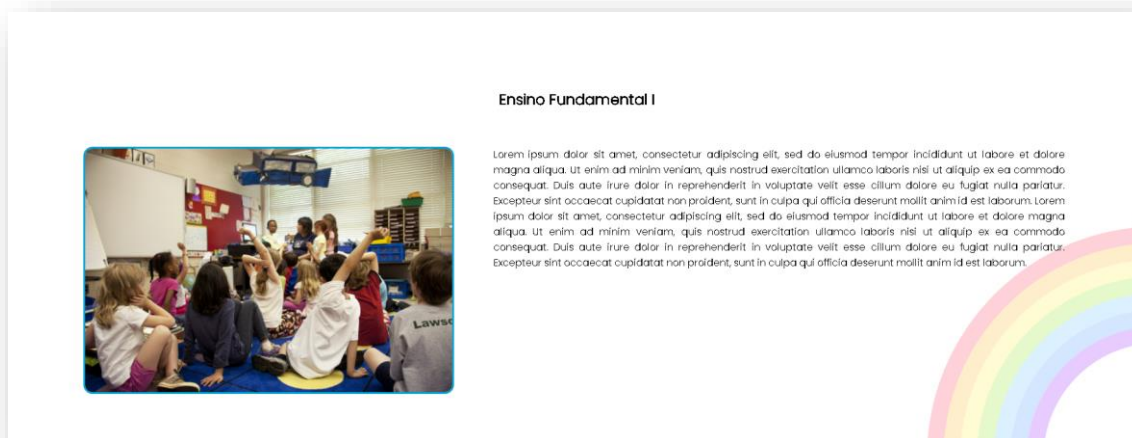 Ensino Fundamental I
Lorem ipsum dolor sit amet, consectetur adipiscing elit, sed do eiusmod tempor incididunt ut labore et dolore
magna aliqua. Ut enim ad minim veniam, quis nostrud exercitation ullamco laboris nisi ut aliquip ex ea commodo
consequat. Duis aute irure dolor in reprehenderit in voluptate velit esse cillum dolore eu fugiat nulla pariatur.
Excepteur sint occaecat cupidatat non proident, sunt in culpa qui officia deserunt mollit anim id est laborum. Lorem
ipsum dolor sit amet, consectetur adipiscing elit, sed do eiusmod tempor incididunt ut labore et dolore magna
aliqua. Ut enim ad minim veniam, quis nostrud exercitation ullamco laboris nisi ut aliquip ex ea commodo
consequat. Duis aute irure dolor in reprehenderit in voluptate velit esse cillum dolore eu fugiat nulla pariatur.
Excepteur sint occaecat cupidatat non proident, sunt in culpa qui officia deserunt mollit anim id est laborum.